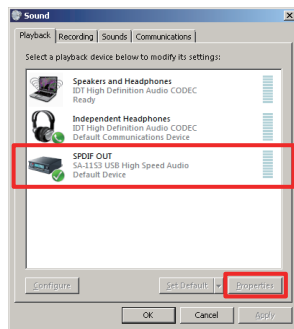 Sound
Playback Recording Sounds Communications
Select a playback device below to modify its settings:
Speakers and Headphones
IDT High Definition Audio CODEC
Ready
Independent Headphones
IDT High Definition Audio CODEC
Default Communications Device
SPDIF OUT
SA-11S3 USB High Speed Audio
Default Device
Configure Set Default Properties
OK Cancel Apply